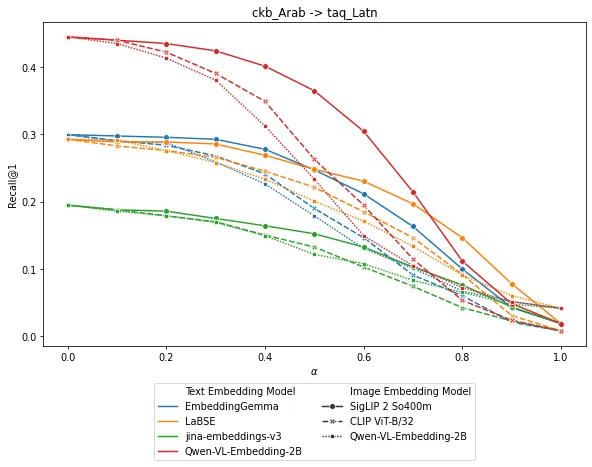 ckb_Arab -> taq_Latn
Recall@1
0.4
0.3
0.2
0.1
0.0
0.0 0.2 0.4 0.6 0.8 1.0
α
Text Embedding Model
EmbeddingGemma
LaBSE
jina-embeddings-v3
Qwen-VL-Embedding-2B
Image Embedding Model
SigLIP 2 So400m
CLIP ViT-B/32
Qwen-VL-Embedding-2B